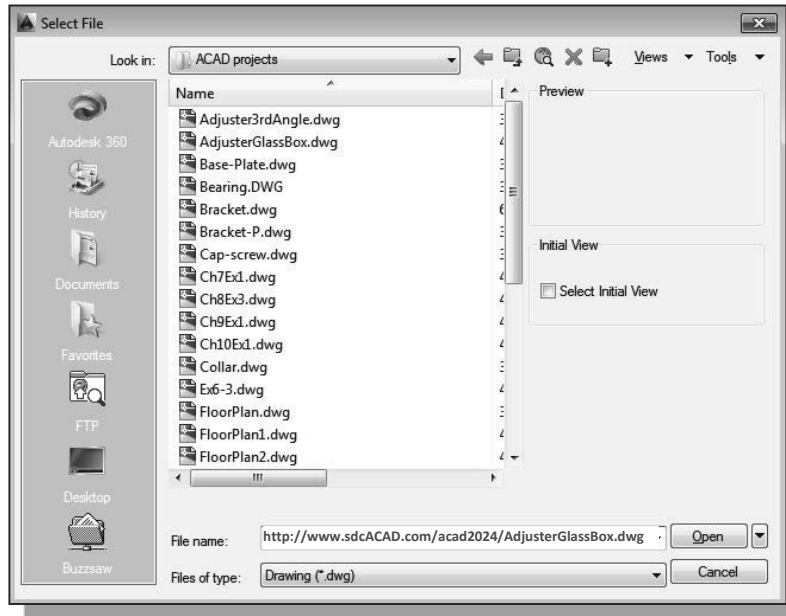 Select File
Look in: ACAD projects Views Tools
Name
Preview
Adjuster3rdAngle.dwg
AdjusterGlassBox.dwg
Base-Plate.dwg
Bearing.DWG
Bracket.dwg
Bracket-P.dwg
Cap-screw.dwg
Ch7Ex1.dwg
Ch8Ex3.dwg
Ch9Ex1.dwg
Ch10Ex1.dwg
Collar.dwg
Ex6-3.dwg
FloorPlan.dwg
FloorPlan1.dwg
FloorPlan2.dwg
Autodesk 360
History
Documents
Favorites
FTP
Desktop
Buzzsaw
Initial View
Select Initial View
File name: http://www.sdcACAD.com/acad2024/AdjusterGlassBox.dwg Open
Files of type: Drawing (*.dwg) Cancel